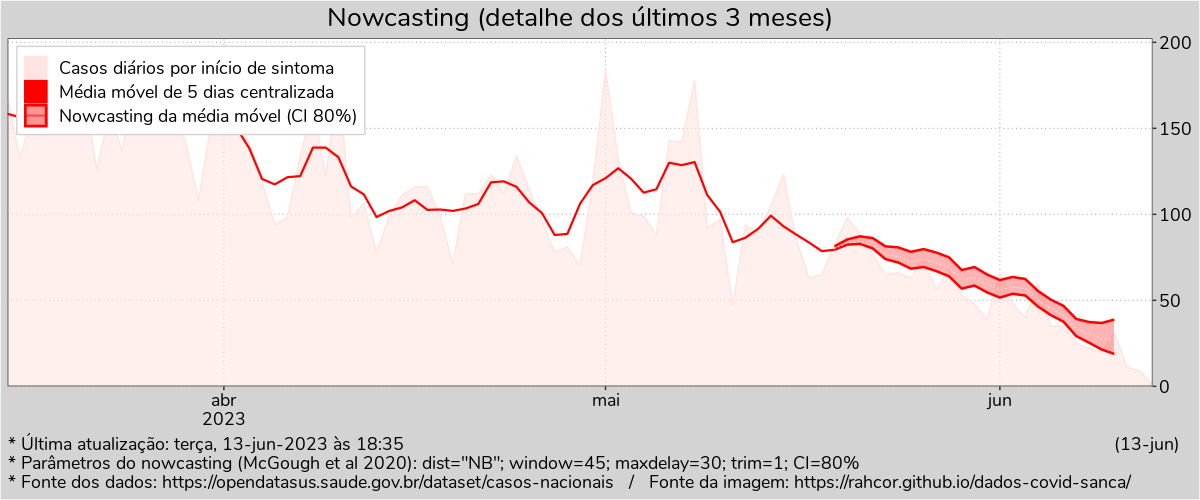 Nowcasting (detalhe dos últimos 3 meses)
Casos diários por início de sintoma
Média móvel de 5 dias centralizada
Nowcasting da média móvel (CI 80%)
200
150
100
50
0
abr mai jun
2023
* Última atualização: terça, 13-jun-2023 às 18:35 (13-jun)
* Parâmetros do nowcasting (McGough et al 2020): dist="NB"; window=45; maxdelay=30; trim=1; CI=80%
* Fonte dos dados: https://opendatasus.saude.gov.br/dataset/casos-nacionais / Fonte da imagem: https://rahcor.github.io/dados-covid-sanca/